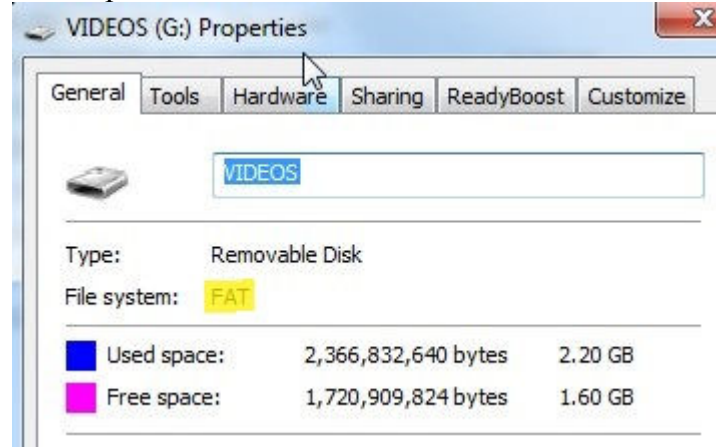 VIDEOS (G:) Properties
General Tools Hardware Sharing ReadyBoost Customize
VIDEOS
Type: Removable Disk
File system: FAT
Used space: 2,366,832,640 bytes 2.20 GB
Free space: 1,720,909,824 bytes 1.60 GB